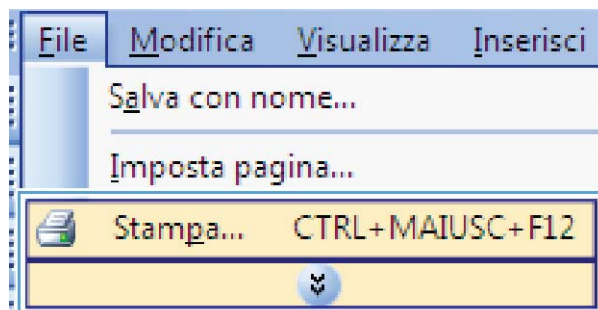 File Modifica Visualizza Inserisci
Salva con nome...
Imposta pagina...
Stampa... CTRL+MAIUSC+F12